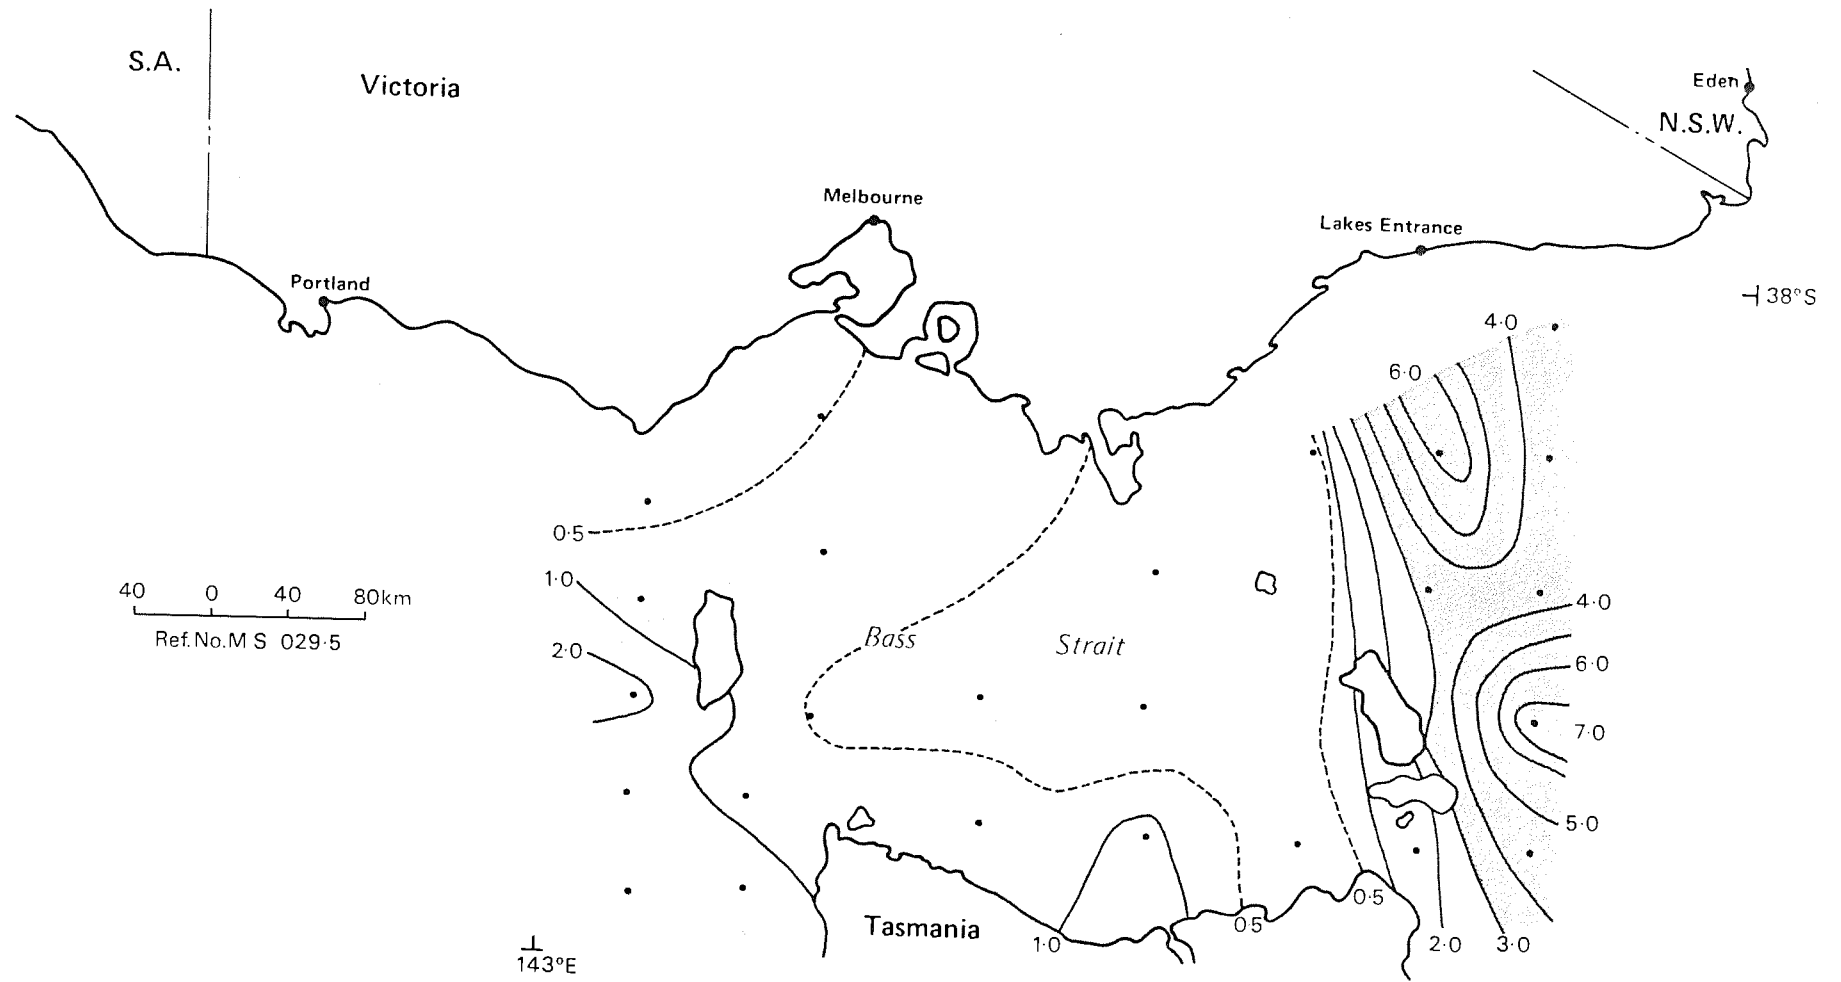 S.A.
Victoria
Eden
N.S.W.
Melbourne
Lakes Entrance
Portland
38°S
4·0
6·0
0·5
1·0
40 0 40 80km
4·0
Ref. No. M S 029·5
Bass Strait
2·0
6·0
7·0
5·0
0·5
Tasmania
05
1·0
2·0
3·0
143°E